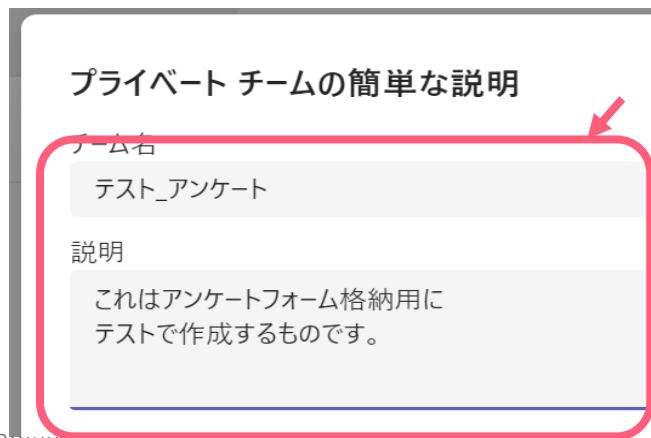 プライベート チームの簡単な説明
チーム名
テスト_アンケート
説明
これはアンケートフォーム格納用に
テストで作成するものです。